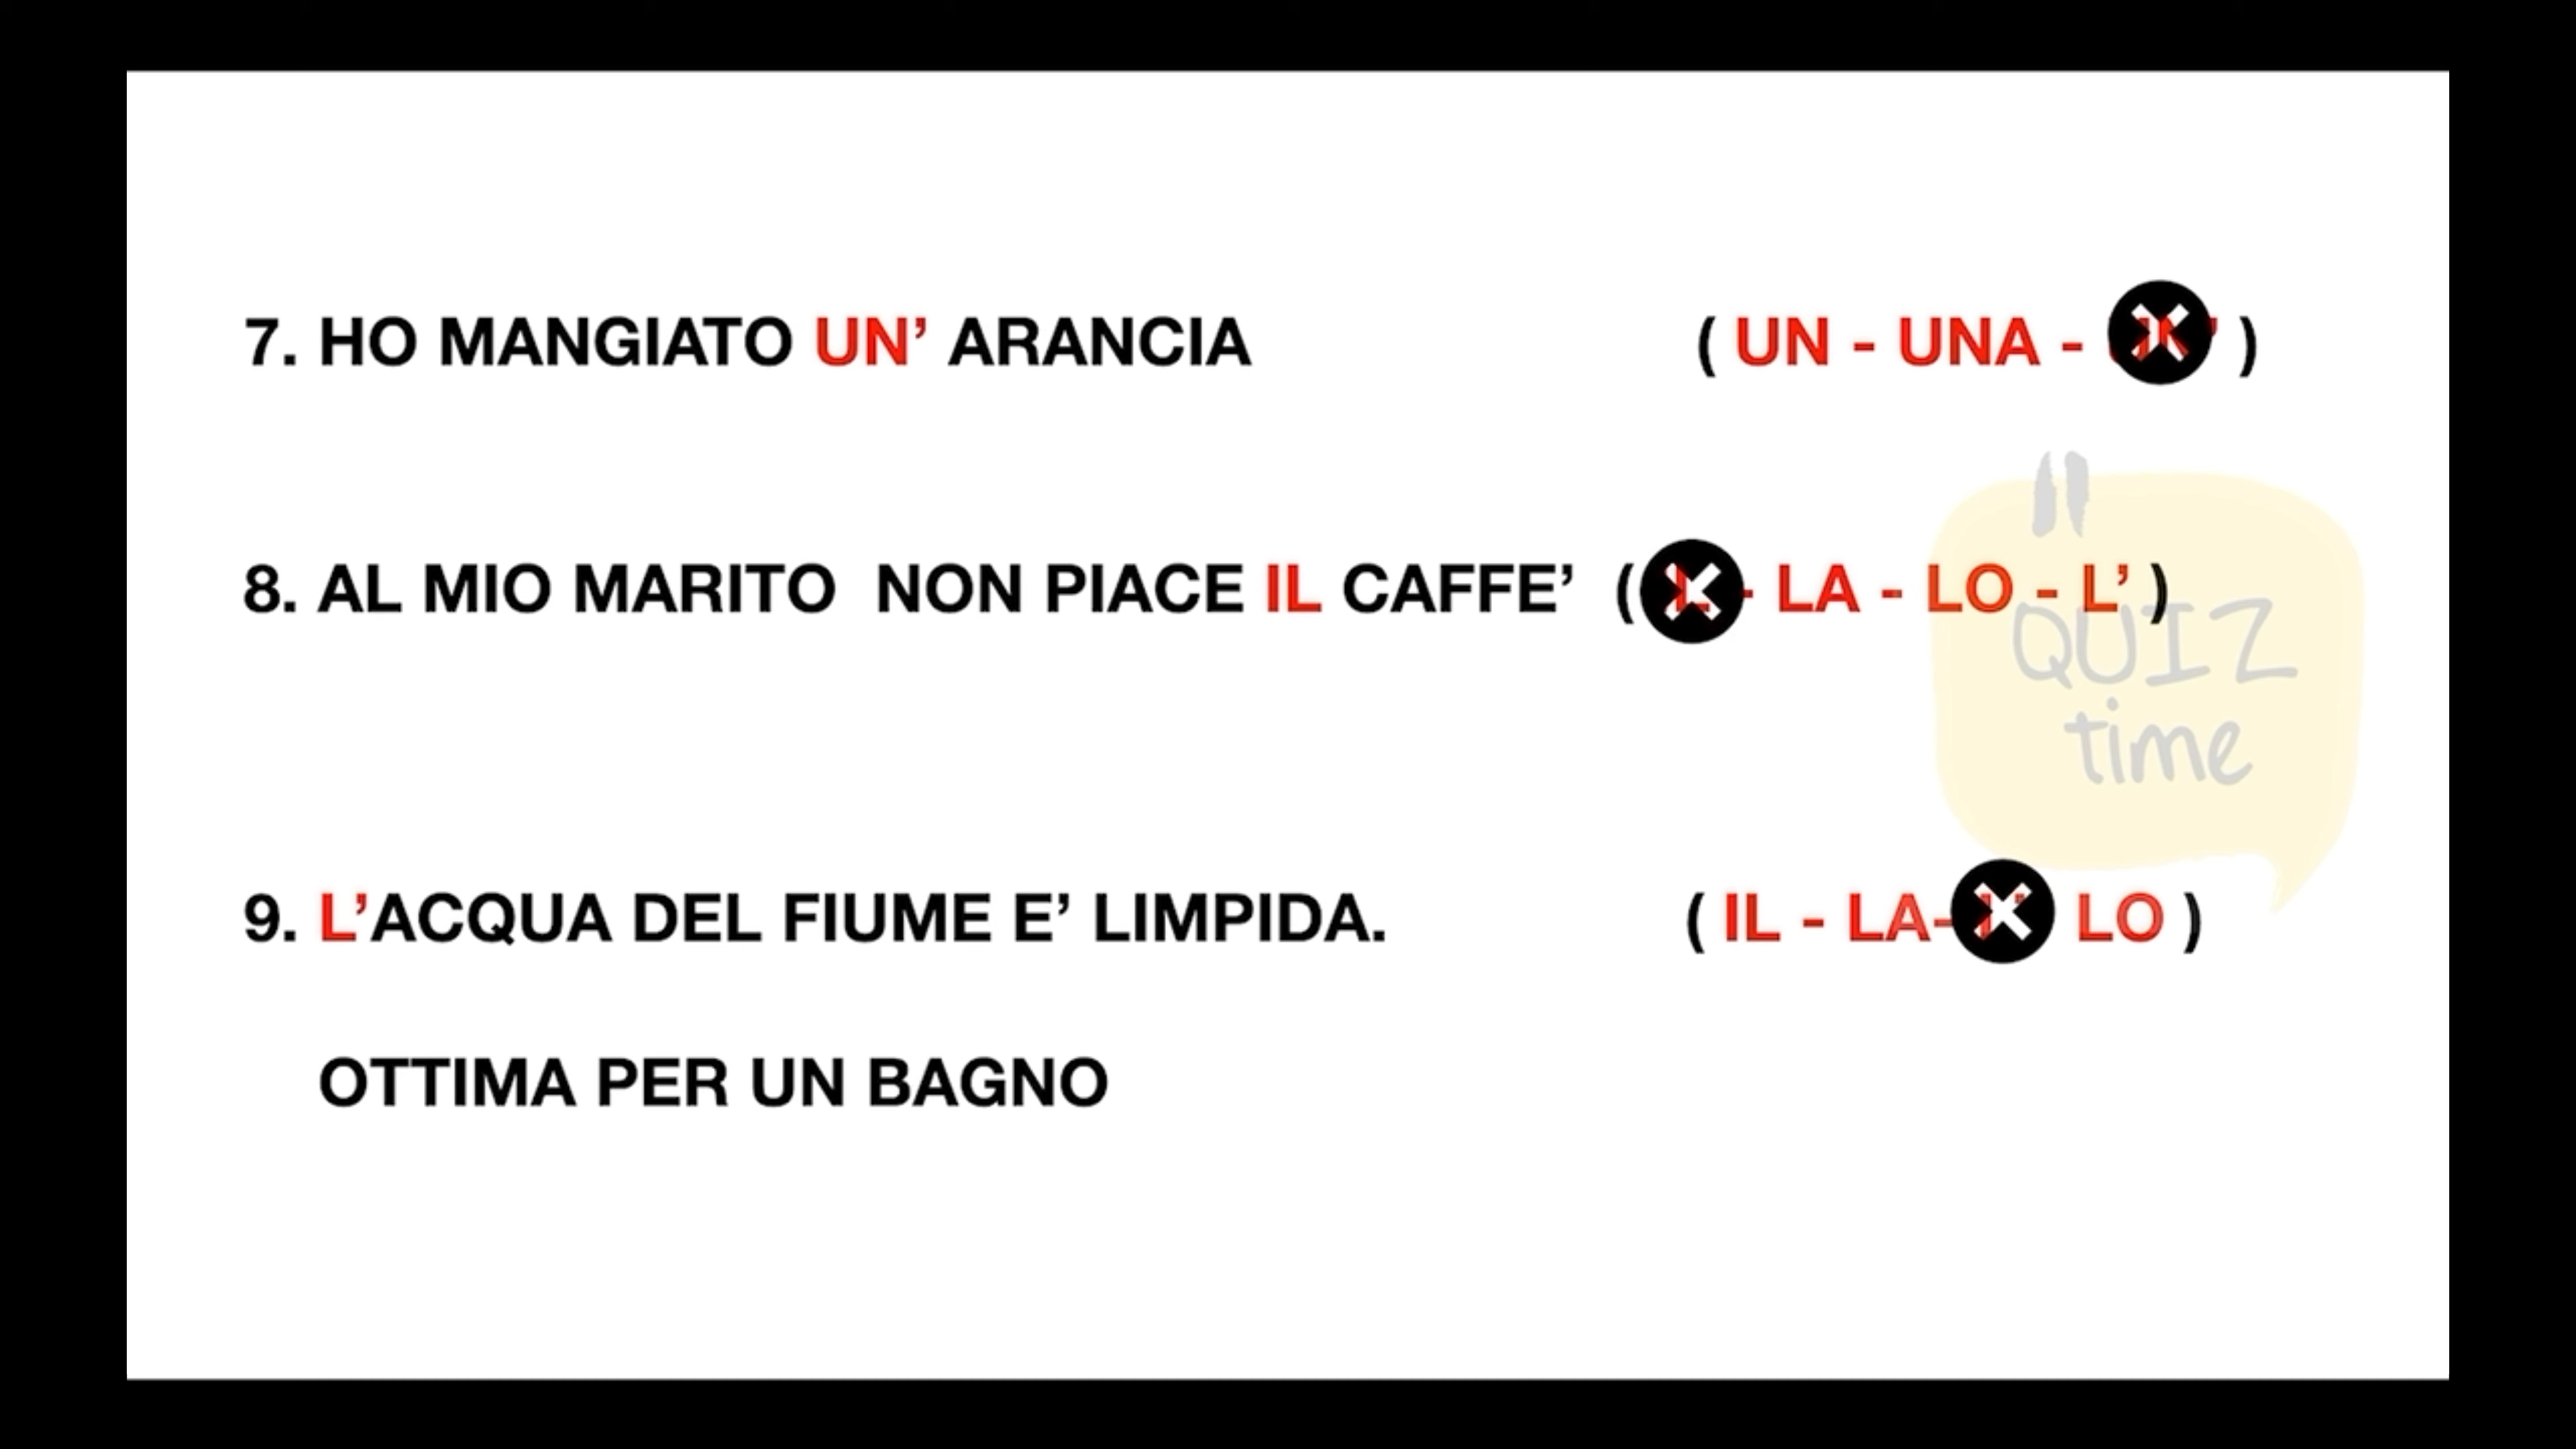 7. HO MANGIATO UN’ ARANCIA ( UN - UNA - )
8. AL MIO MARITO NON PIACE IL CAFFE’ ( - LA - LO - L’ )
QUIZ
time
9. L’ACQUA DEL FIUME E’ LIMPIDA. ( IL - LA- LO )
OTTIMA PER UN BAGNO